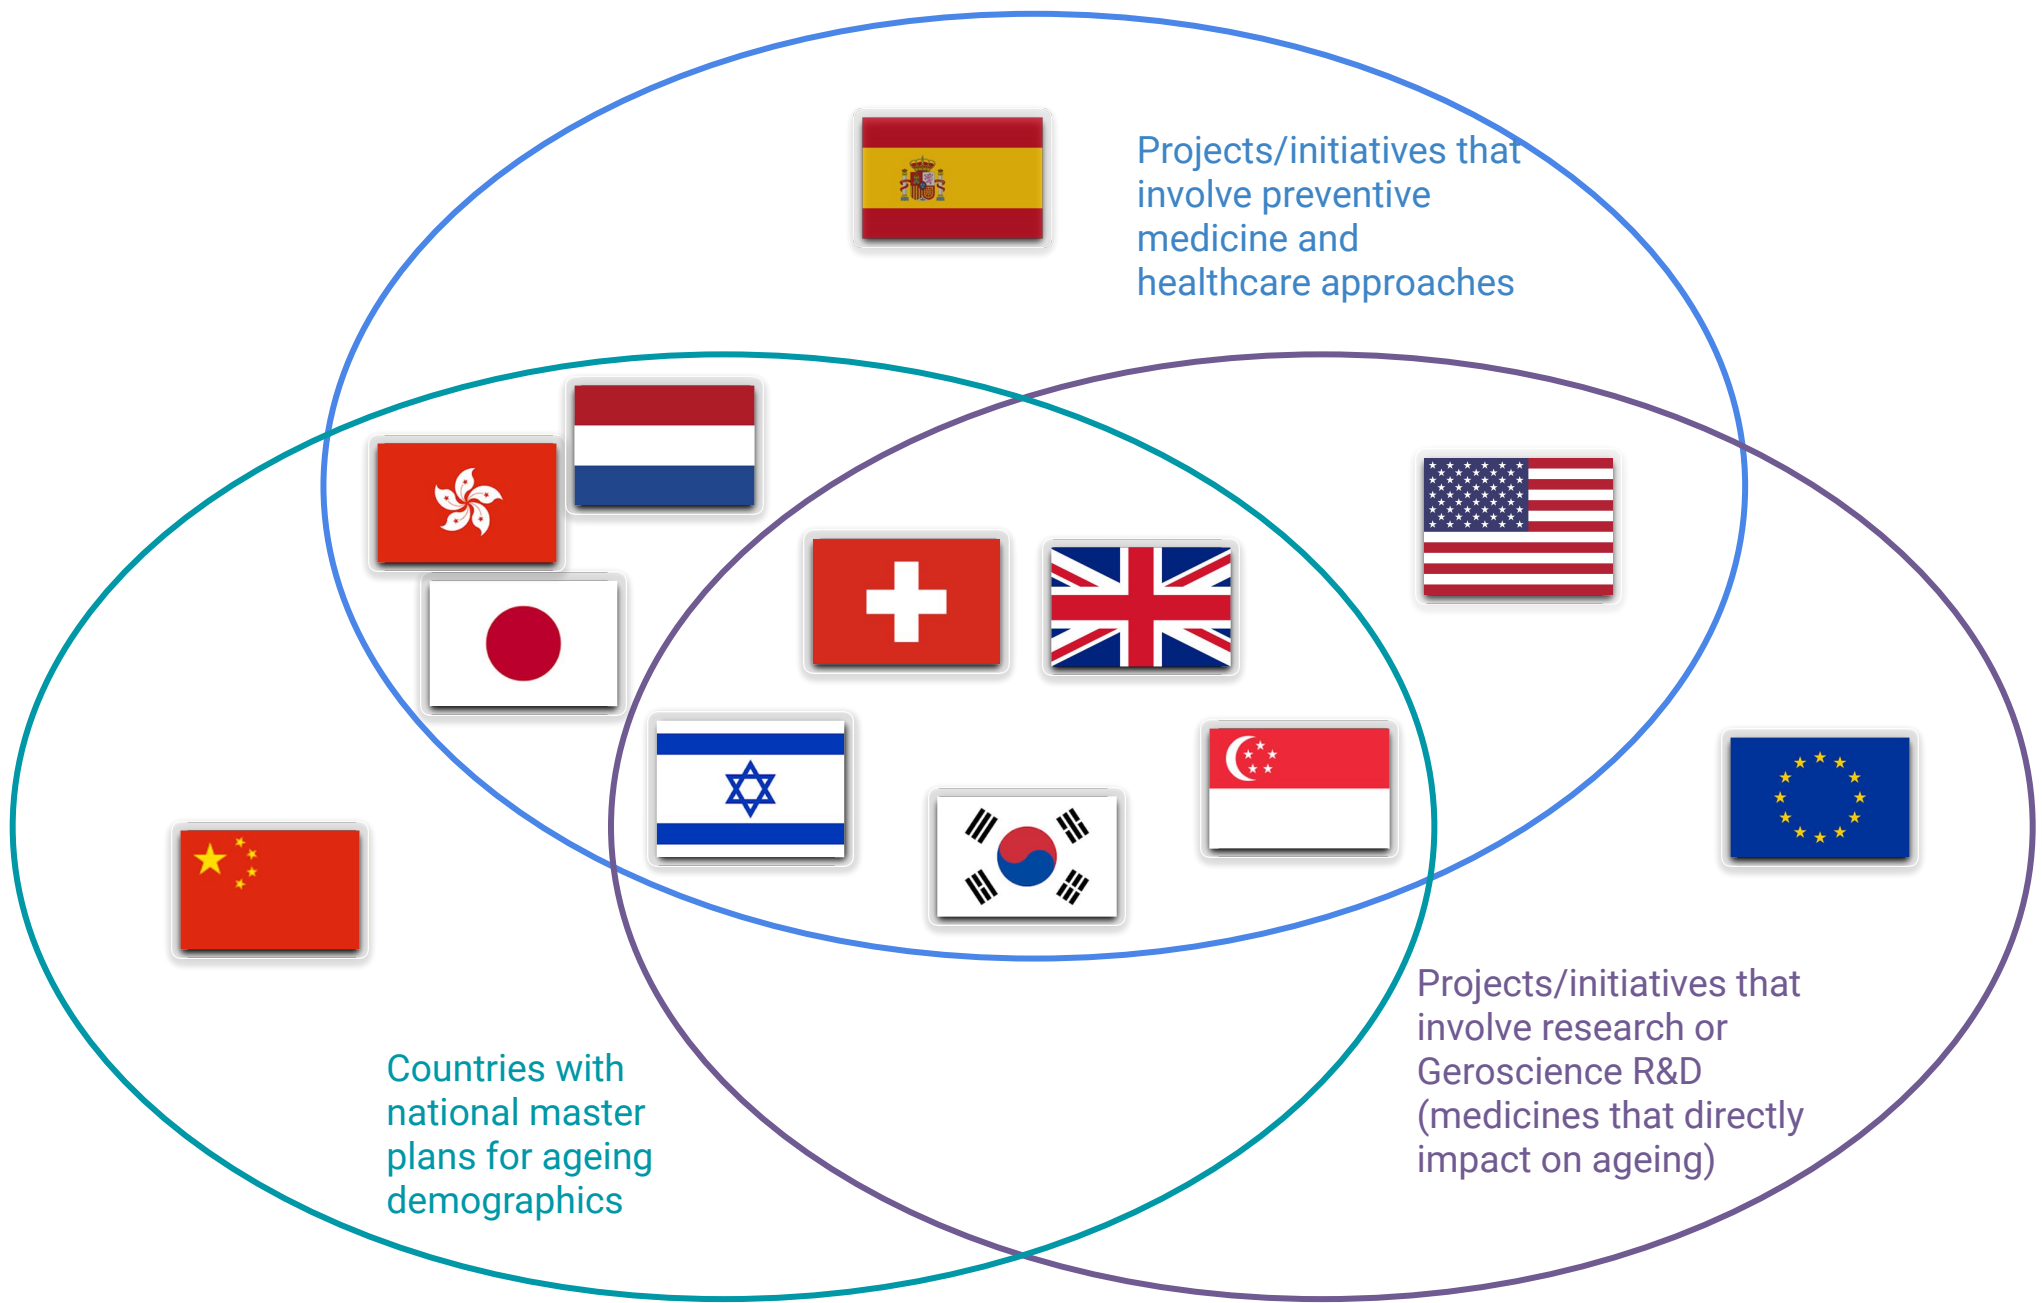 Projects/initiatives that
involve preventive
medicine and
healthcare approaches
Countries with
national master
plans for ageing
demographics
Projects/initiatives that
involve research or
Geroscience R&D
(medicines that directly
impact on ageing)